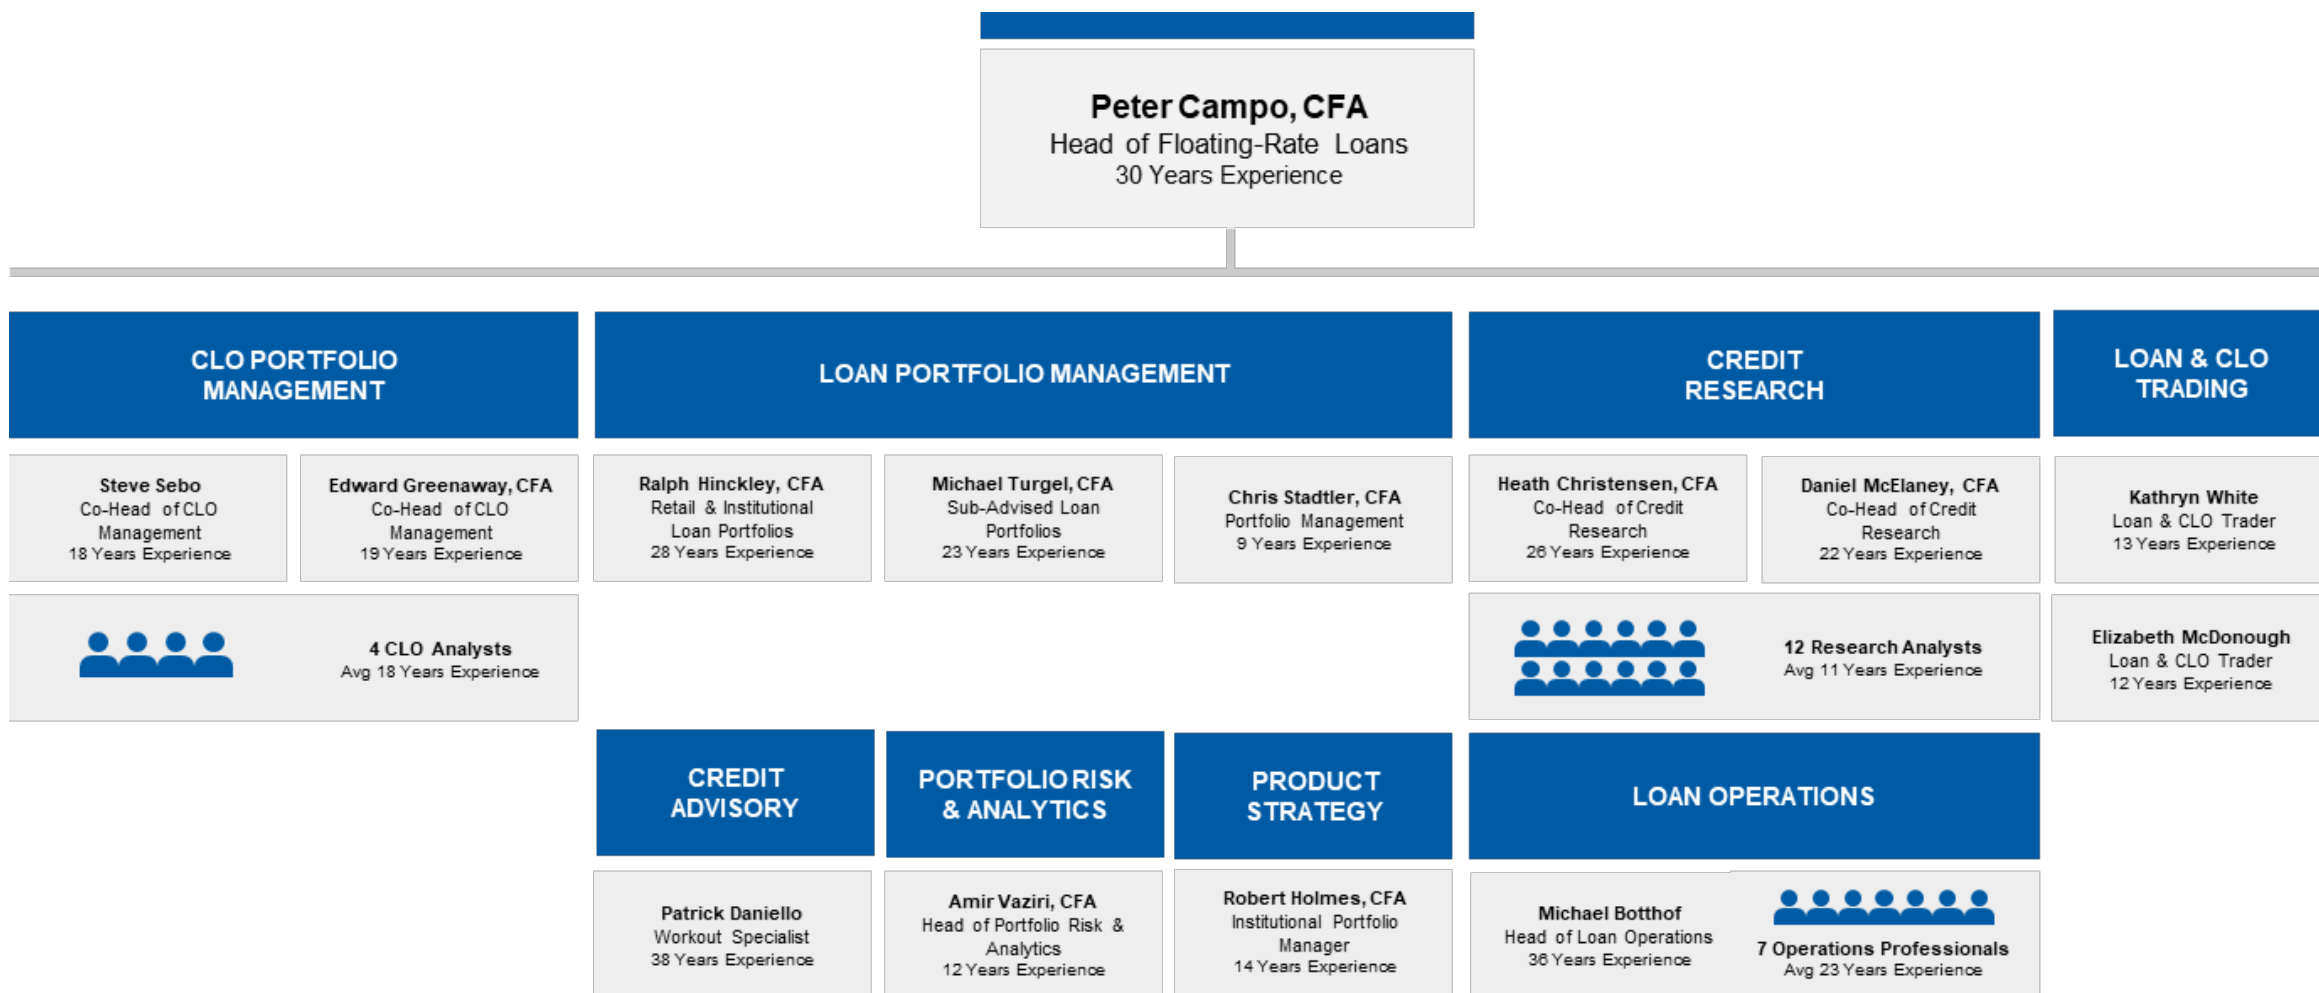 Peter Campo, CFA
Head of Floating-Rate Loans
30 Years Experience
CLO PORTFOLIO
MANAGEMENT
LOAN PORTFOLIO MANAGEMENT
CREDIT
RESEARCH
LOAN & CLO
TRADING
Steve Sebo
Co-Head of CLO
Management
18 Years Experience
Edward Greenaway, CFA
Co-Head of CLO
Management
19 Years Experience
Ralph Hinckley, CFA
Retail & Institutional
Loan Portfolios
28 Years Experience
Michael Turgel, CFA
Sub-Advised Loan
Portfolios
23 Years Experience
Chris Stadtler, CFA
Portfolio Management
9 Years Experience
Heath Christensen, CFA
Co-Head of Credit
Research
26 Years Experience
Daniel McElaney, CFA
Co-Head of Credit
Research
22 Years Experience
Kathryn White
Loan & CLO Trader
13 Years Experience
4 CLO Analysts
Avg 18 Years Experience
12 Research Analysts
Avg 11 Years Experience
Elizabeth McDonough
Loan & CLO Trader
12 Years Experience
CREDIT
ADVISORY
PORTFOLIO RISK
& ANALYTICS
PRODUCT
STRATEGY
LOAN OPERATIONS
Patrick Daniello
Workout Specialist
38 Years Experience
Amir Vaziri, CFA
Head of Portfolio Risk &
Analytics
12 Years Experience
Robert Holmes, CFA
Institutional Portfolio
Manager
14 Years Experience
Michael Botthof
Head of Loan Operations
36 Years Experience
7 Operations Professionals
Avg 23 Years Experience